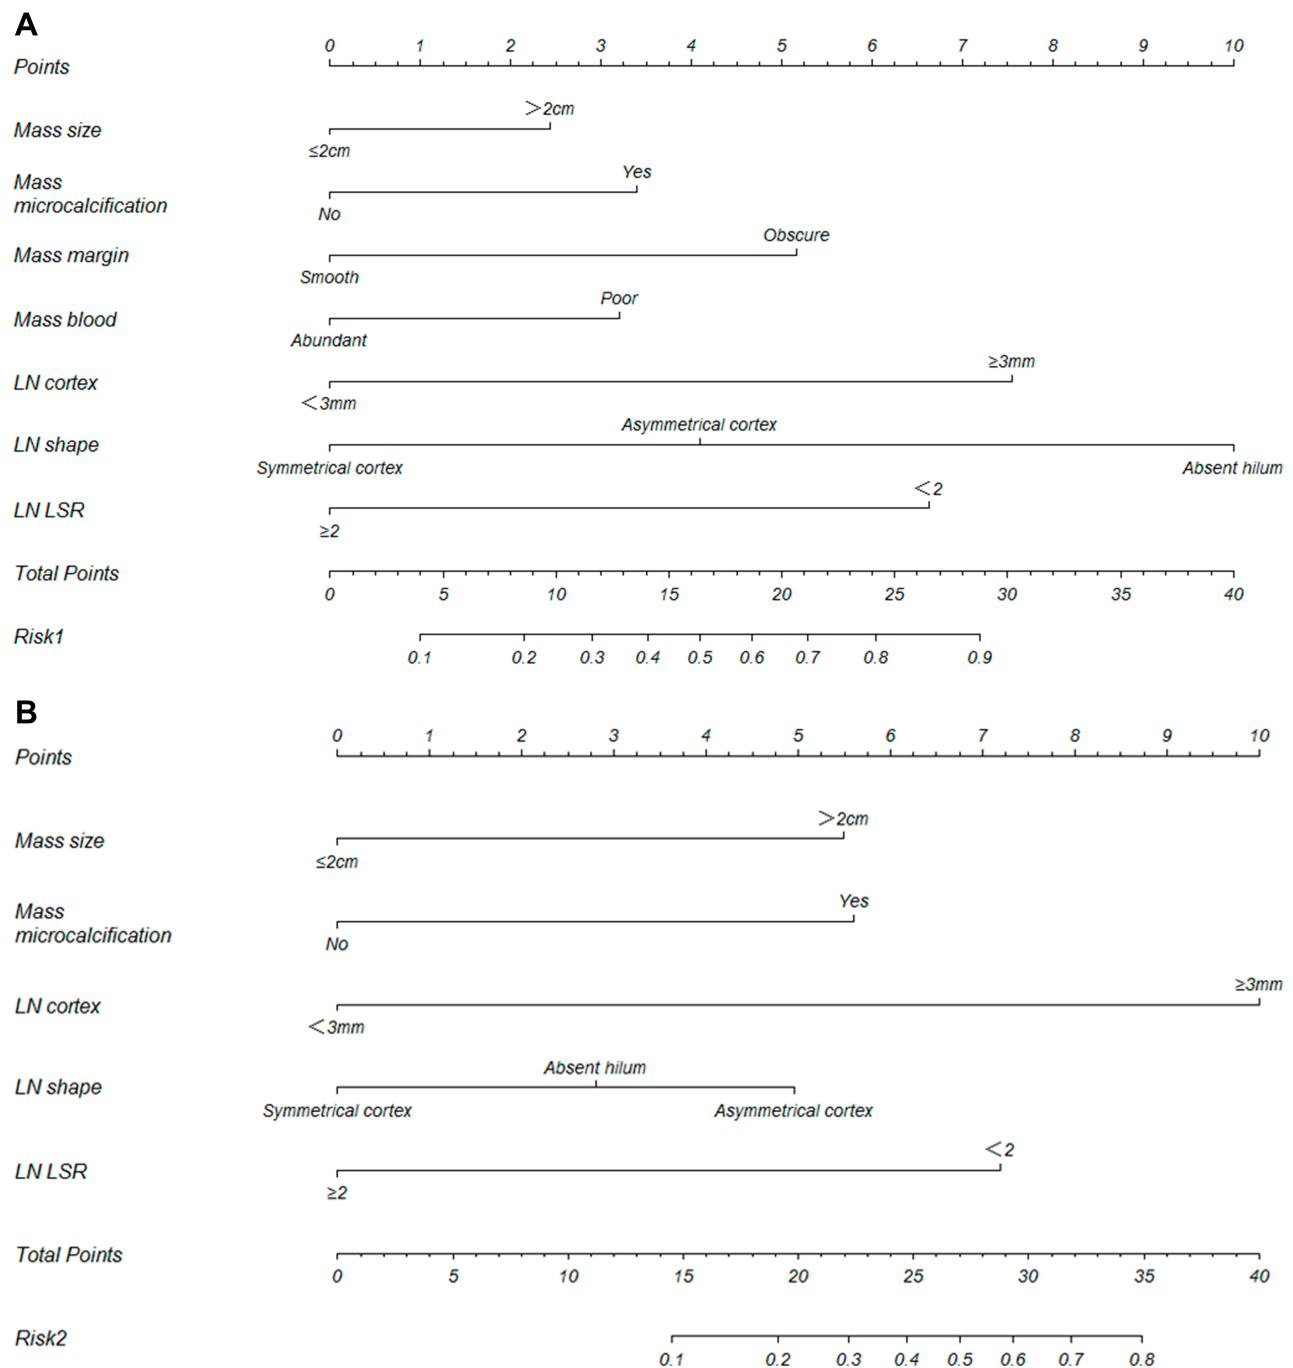 A
0 1 2 3 4 5 6 7 8 9 10
Points
>2cm
Mass size
≤2cm
Yes
Mass
microcalcification
No
Obscure
Mass margin
Smooth
Poor
Mass blood
Abundant
≥3mm
LN cortex
<3mm
Asymmetrical cortex
LN shape
Symmetrical cortex Absent hilum
<2
LN LSR
≥2
Total Points
0 5 10 15 20 25 30 35 40
Risk1
0.1 0.2 0.3 0.4 0.5 0.6 0.7 0.8 0.9
B
0 1 2 3 4 5 6 7 8 9 10
Points
>2cm
Mass size
≤2cm
Yes
Mass
microcalcification
No
≥3mm
LN cortex
<3mm
Absent hilum
LN shape
Symmetrical cortex Asymmetrical cortex
<2
LN LSR
≥2
Total Points
0 5 10 15 20 25 30 35 40
Risk2
0.1 0.2 0.3 0.4 0.5 0.6 0.7 0.8